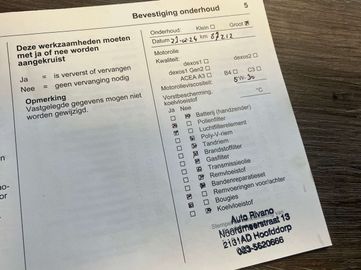 Bevestiging onderhoud
5
Deze werkzaamheden moeten
met ja of nee worden
aangekruist
Ja = is ververst of vervangen
Nee = geen vervanging nodig
Opmerking
Vastgelegde gegevens mogen niet
worden gewijzigd.
Onderhoud: Klein Groot
Datum km
Motorolie
Kwaliteit: dexos1 dexos2
dexos1 Gen2
ACEA A3 B4 C3
Motorolieviscositeit: 5W-30
Vorstbescherming,
koelvloeistof °C
Ja Nee
Batterij (handzender)
Pollenfilter
Luchtfilterelement
Poly-V-riem
Tandriem
Brandstoffilter
Gasfilter
Transmissieolie
Remvloeistof
Bandenreparatieset
Remvoeringen voor/achter
Bougies
Koelvloeistof
Auto Rivano
Noordmeerstraat 13
2131AD Hoofddorp
023-5620666